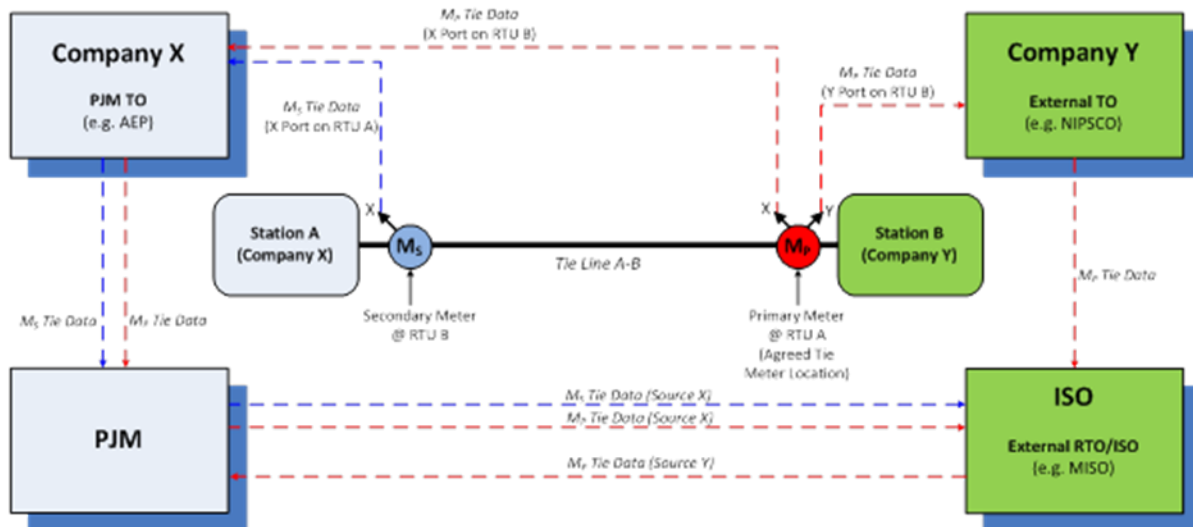 Company X
PJM TO
(e.g. AEP)
Mₚ Tie Data
(X Port on RTU B)
Mₚ Tie Data
(Y Port on RTU B)
Company Y
External TO
(e.g. NIPSCO)
Mₛ Tie Data
(X Port on RTU A)
Station A
(Company X)
X
Mₛ
Tie Line A-B
X
Y
Mₚ
Station B
(Company Y)
Secondary Meter
@ RTU B
Primary Meter
@ RTU A
(Agreed Tie
Meter Location)
Mₛ Tie Data
Mₚ Tie Data
Mₚ Tie Data
PJM
Mₛ Tie Data (Source X)
Mₚ Tie Data (Source X)
Mₚ Tie Data (Source Y)
ISO
External RTO/ISO
(e.g. MISO)